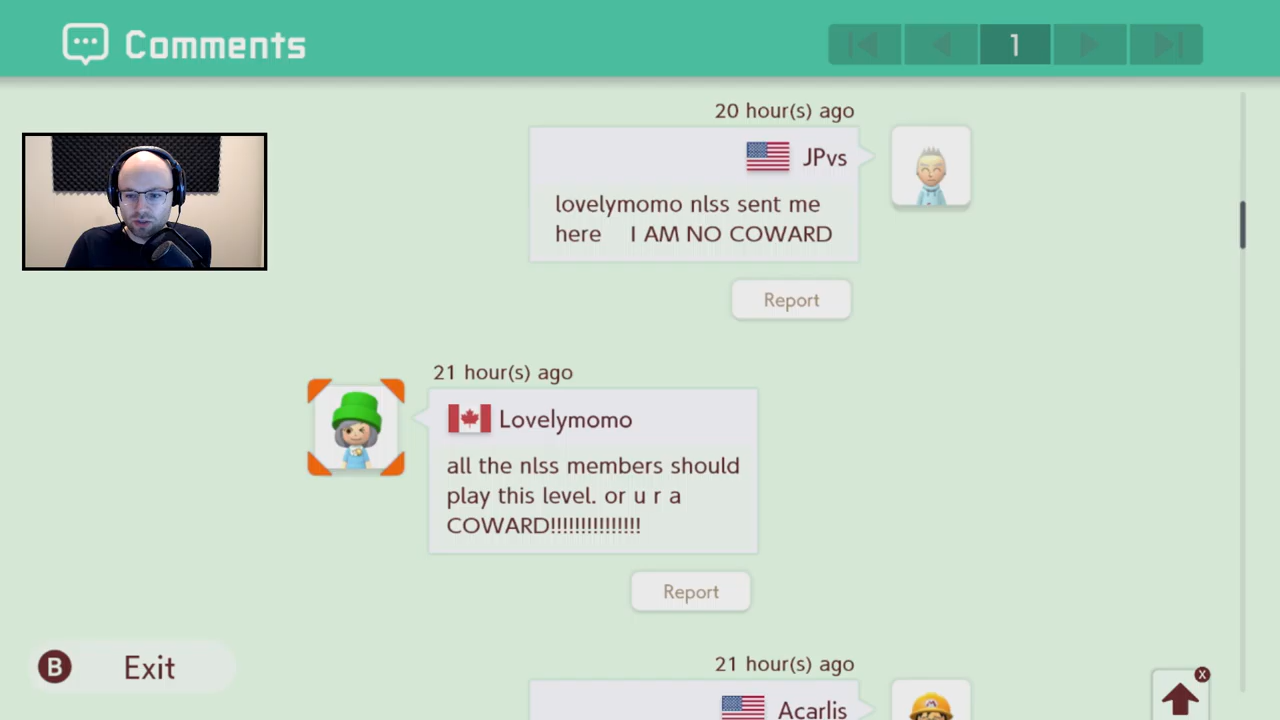 Comments
1
20 hour(s) ago
JPvs
lovelymomo nlss sent me
here I AM NO COWARD
Report
21 hour(s) ago
Lovelymomo
all the nlss members should
play this level. or u r a
COWARD!!!!!!!!!!!!!!!
Report
B Exit
21 hour(s) ago
Acarlis
X